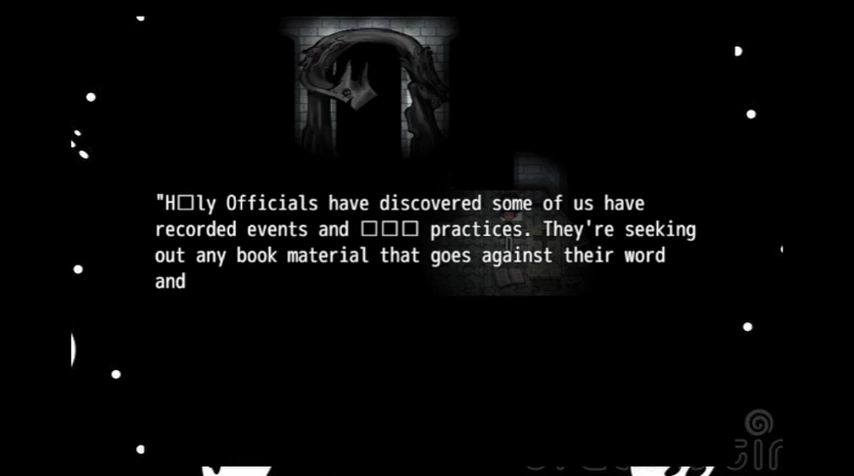 "H□ly Officials have discovered some of us have
recorded events and □□□ practices. They're seeking
out any book material that goes against their word
and